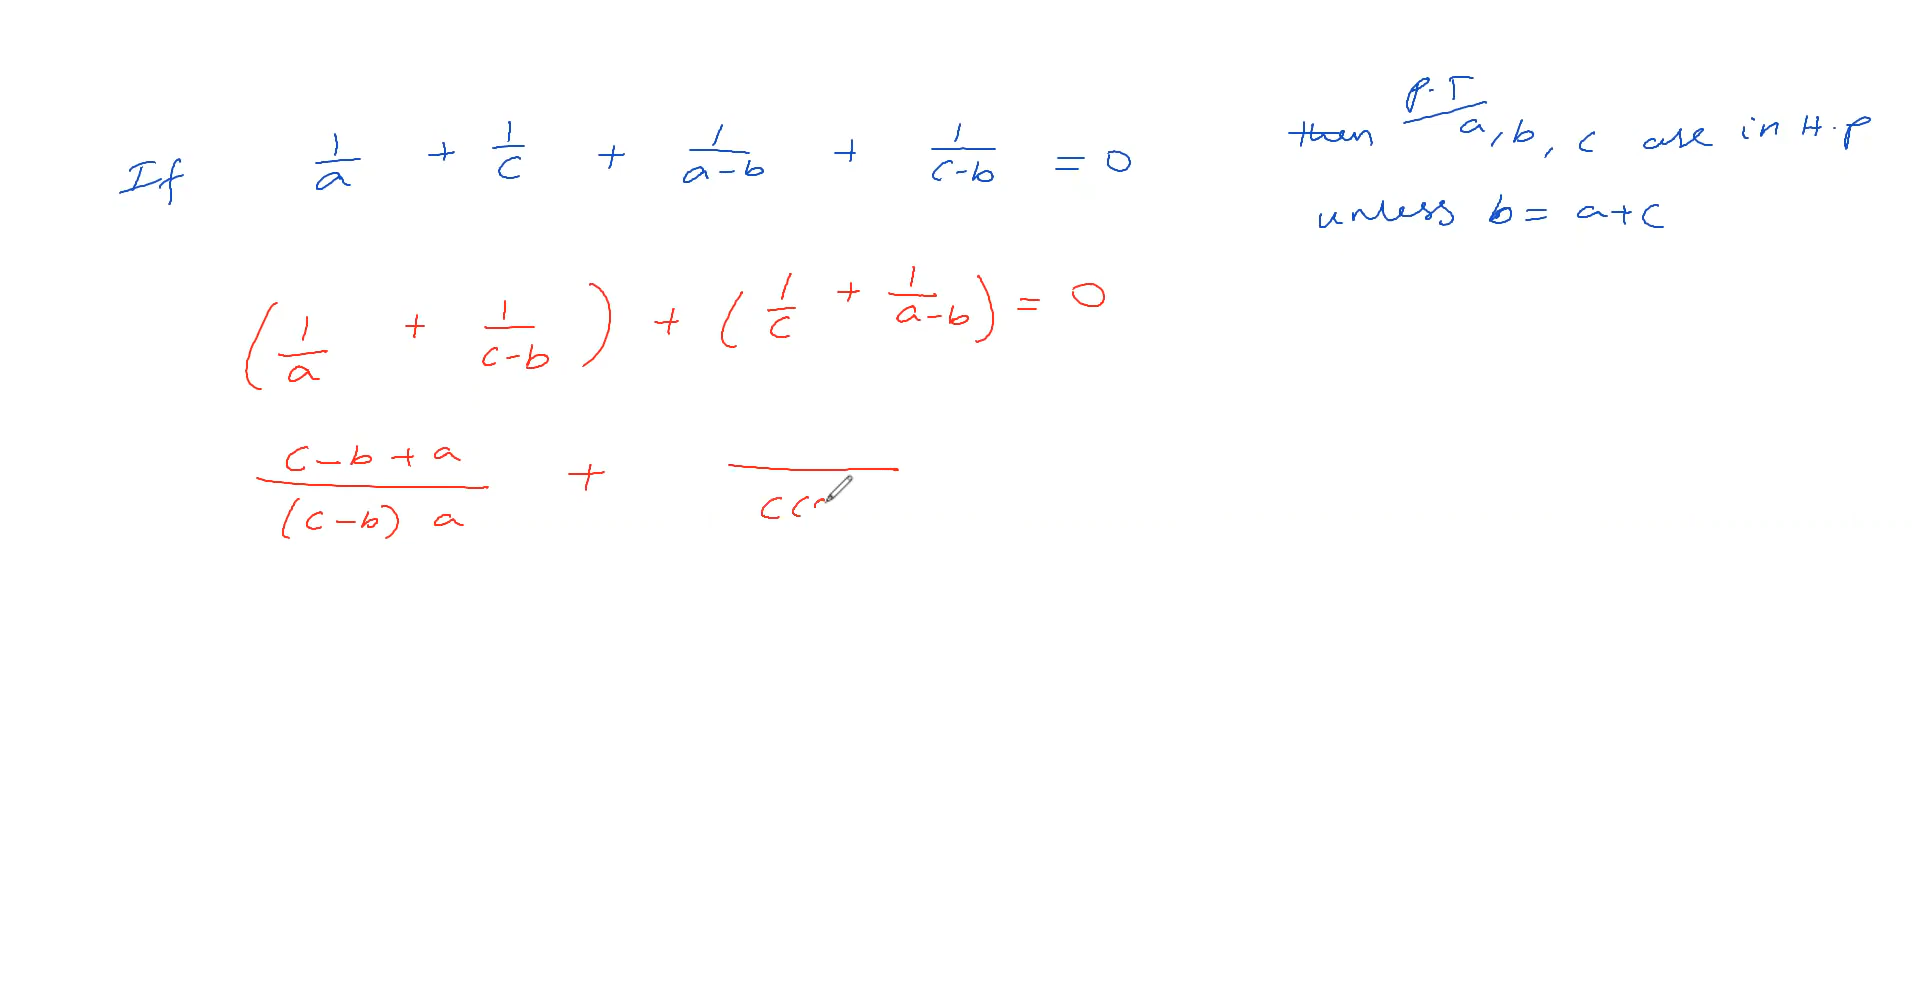 If 1/a + 1/c + 1/(a-b) + 1/(c-b) = 0
then P.T a, b, c are in H.P
unless b = a+c
(1/a + 1/(c-b)) + (1/c + 1/(a-b)) = 0
(c-b+a)/((c-b) a) + /(c(